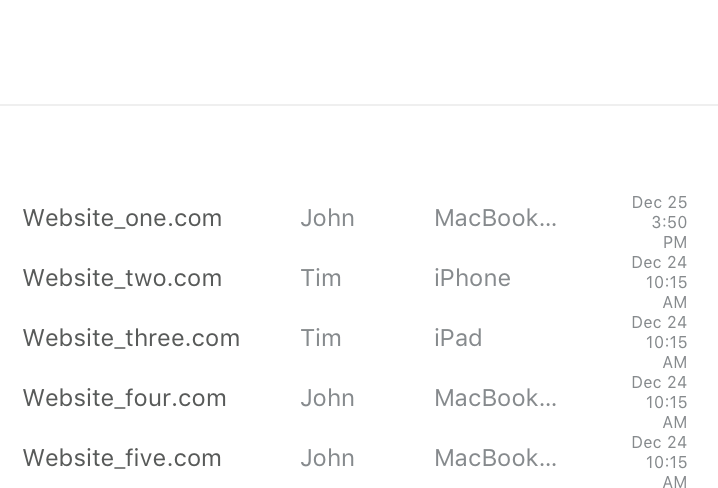 Website_one.com John MacBook... Dec 25
3:50
PM
Website_two.com Tim iPhone Dec 24
10:15
AM
Website_three.com Tim iPad Dec 24
10:15
AM
Website_four.com John MacBook... Dec 24
10:15
AM
Website_five.com John MacBook... Dec 24
10:15
AM